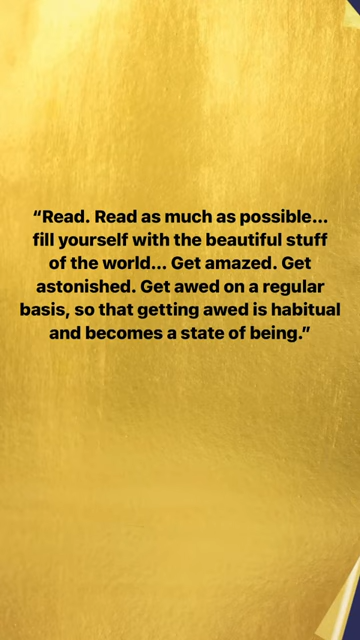 “Read. Read as much as possible...
fill yourself with the beautiful stuff
of the world... Get amazed. Get
astonished. Get awed on a regular
basis, so that getting awed is habitual
and becomes a state of being.”